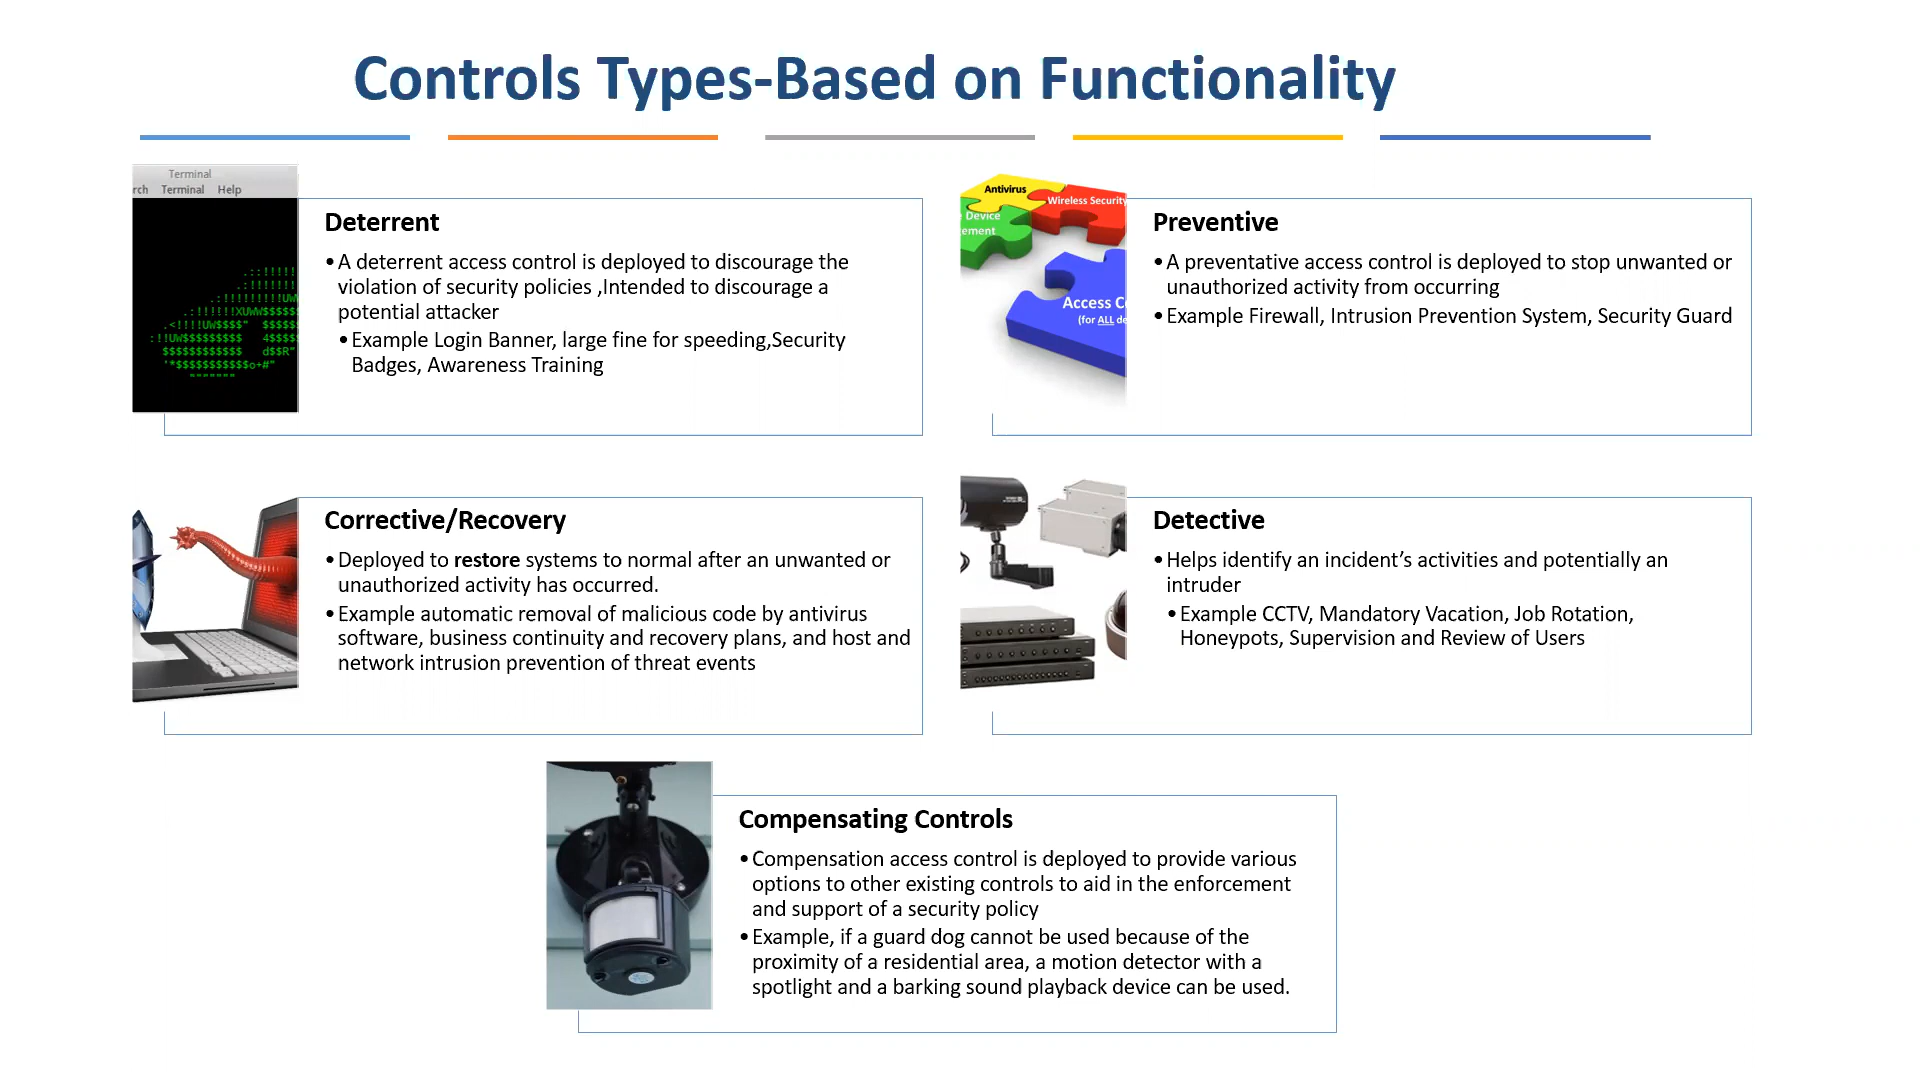 Controls Types-Based on Functionality
Terminal
rch Terminal Help
Deterrent
•A deterrent access control is deployed to discourage the
violation of security policies ,Intended to discourage a
potential attacker
•Example Login Banner, large fine for speeding,Security
Badges, Awareness Training
Antivirus
Wireless Security
Device
ement
Access C
(for ALL de
Preventive
•A preventative access control is deployed to stop unwanted or
unauthorized activity from occurring
•Example Firewall, Intrusion Prevention System, Security Guard
Corrective/Recovery
•Deployed to restore systems to normal after an unwanted or
unauthorized activity has occurred.
•Example automatic removal of malicious code by antivirus
software, business continuity and recovery plans, and host and
network intrusion prevention of threat events
Detective
•Helps identify an incident’s activities and potentially an
intruder
•Example CCTV, Mandatory Vacation, Job Rotation,
Honeypots, Supervision and Review of Users
Compensating Controls
•Compensation access control is deployed to provide various
options to other existing controls to aid in the enforcement
and support of a security policy
•Example, if a guard dog cannot be used because of the
proximity of a residential area, a motion detector with a
spotlight and a barking sound playback device can be used.